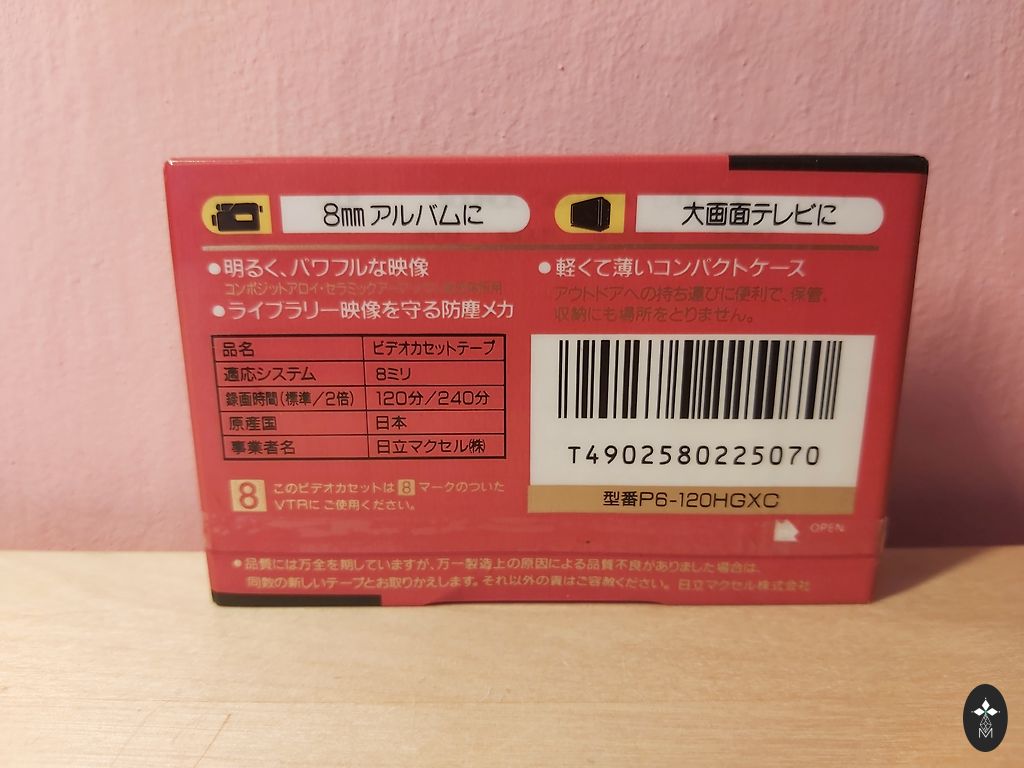 8mm アルバムに
大画面テレビに
●明るく、パワフルな映像
コンポジットアロイ・セラミックアーマー
●ライブラリー映像を守る防塵メカ
●軽くて薄いコンパクトケース
アウトドアへの持ち運びに便利で、保管、
収納にも場所をとりません。
品名 ビデオカセットテープ
適応システム 8ミリ
録画時間(標準/2倍) 120分/240分
原産国 日本
事業者名 日立マクセル㈱
8 このビデオカセットは 8 マークのついた
VTRにご使用ください。
T4902580225070
型番P6-120HGXC
OPEN
●品質には万全を期していますが、万一製造上の原因による品質不良がありました場合は、
同数の新しいテープとお取りかえします。それ以外の責はご容赦ください。日立マクセル株式会社
M